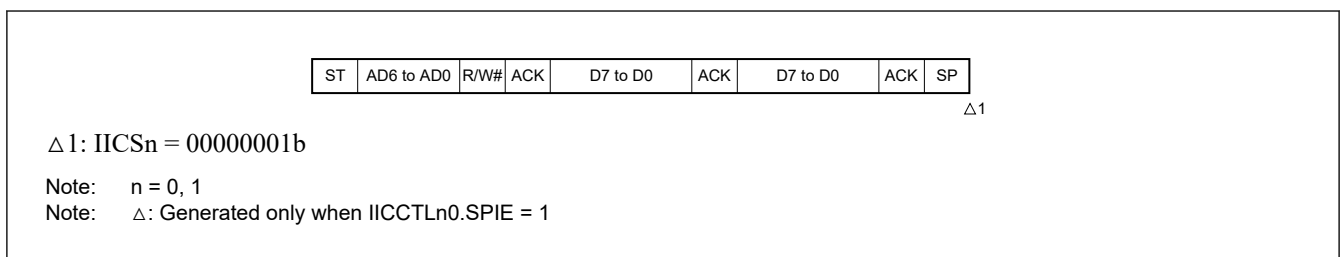 ST AD6 to AD0 R/W# ACK D7 to D0 ACK D7 to D0 ACK SP
△1
△1: IICSn = 00000001b
Note: n = 0, 1
Note: △: Generated only when IICCTLn0.SPIE = 1